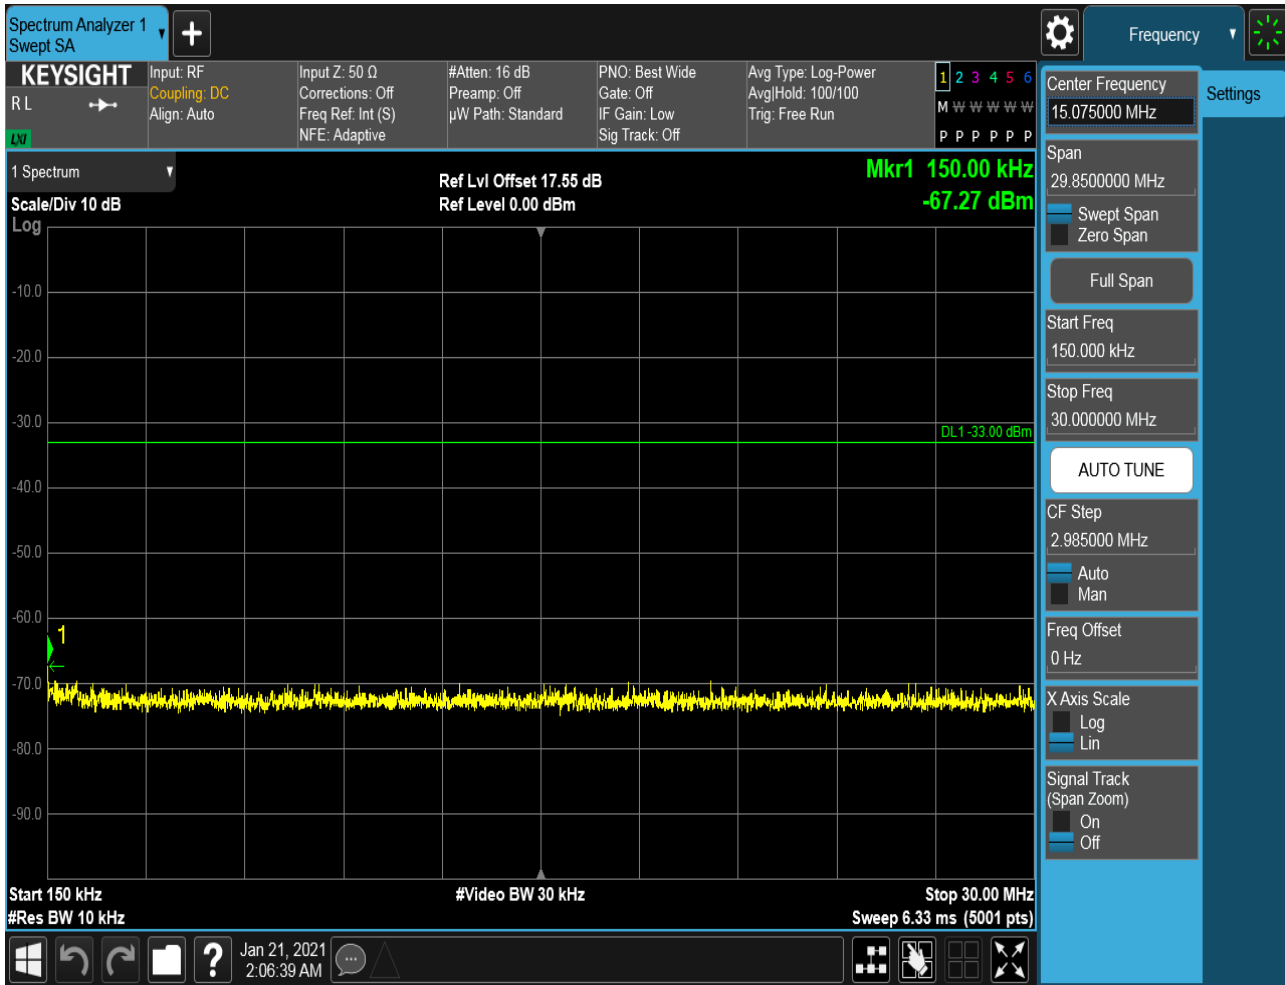 Spectrum Analyzer 1
Swept SA
Frequency
KEYSIGHT
R L
LXI
Input: RF
Coupling: DC
Align: Auto
Input Z: 50 Ω
Corrections: Off
Freq Ref: Int (S)
NFE: Adaptive
#Atten: 16 dB
Preamp: Off
µW Path: Standard
PNO: Best Wide
Gate: Off
IF Gain: Low
Sig Track: Off
Avg Type: Log-Power
Avg|Hold: 100/100
Trig: Free Run
1 2 3 4 5 6
M W W W W W
P P P P P P
1 Spectrum
Scale/Div 10 dB
Log
Ref Lvl Offset 17.55 dB
Ref Level 0.00 dBm
Mkr1 150.00 kHz
-67.27 dBm
-10.0
-20.0
-30.0
DL1 -33.00 dBm
-40.0
-50.0
-60.0
1
-70.0
-80.0
-90.0
Start 150 kHz
#Video BW 30 kHz
Stop 30.00 MHz
#Res BW 10 kHz
Sweep 6.33 ms (5001 pts)
Center Frequency
15.075000 MHz
Settings
Span
29.8500000 MHz
Swept Span
Zero Span
Full Span
Start Freq
150.000 kHz
Stop Freq
30.000000 MHz
AUTO TUNE
CF Step
2.985000 MHz
Auto
Man
Freq Offset
0 Hz
X Axis Scale
Log
Lin
Signal Track
(Span Zoom)
On
Off
?
Jan 21, 2021
2:06:39 AM